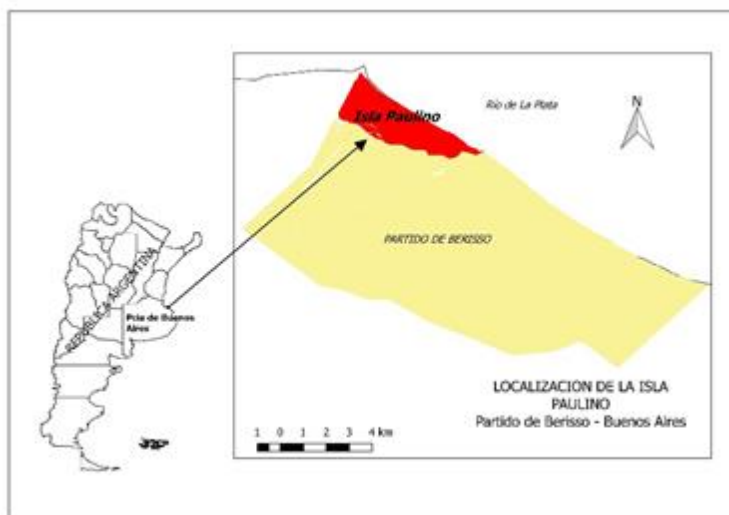 Río de La Plata
N
Isla Paulino
PARTIDO DE BERISSO
REPUBLICA ARGENTINA
Pcia de Buenos
Aires
LOCALIZACION DE LA ISLA
PAULINO
Partido de Berisso - Buenos Aires
1 0 1 2 3 4 km